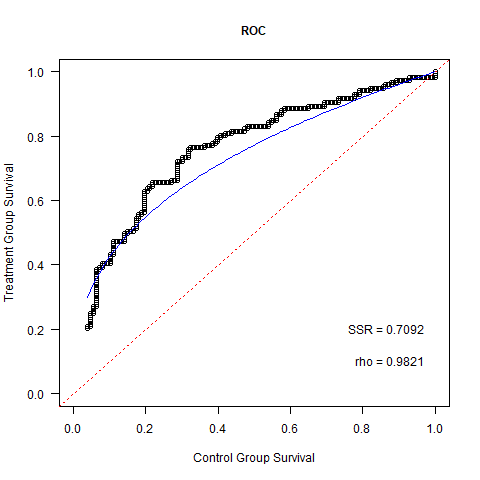 ROC
Treatment Group Survival
1.0
0.8
0.6
0.4
0.2
0.0
SSR = 0.7092
rho = 0.9821
0.0 0.2 0.4 0.6 0.8 1.0
Control Group Survival